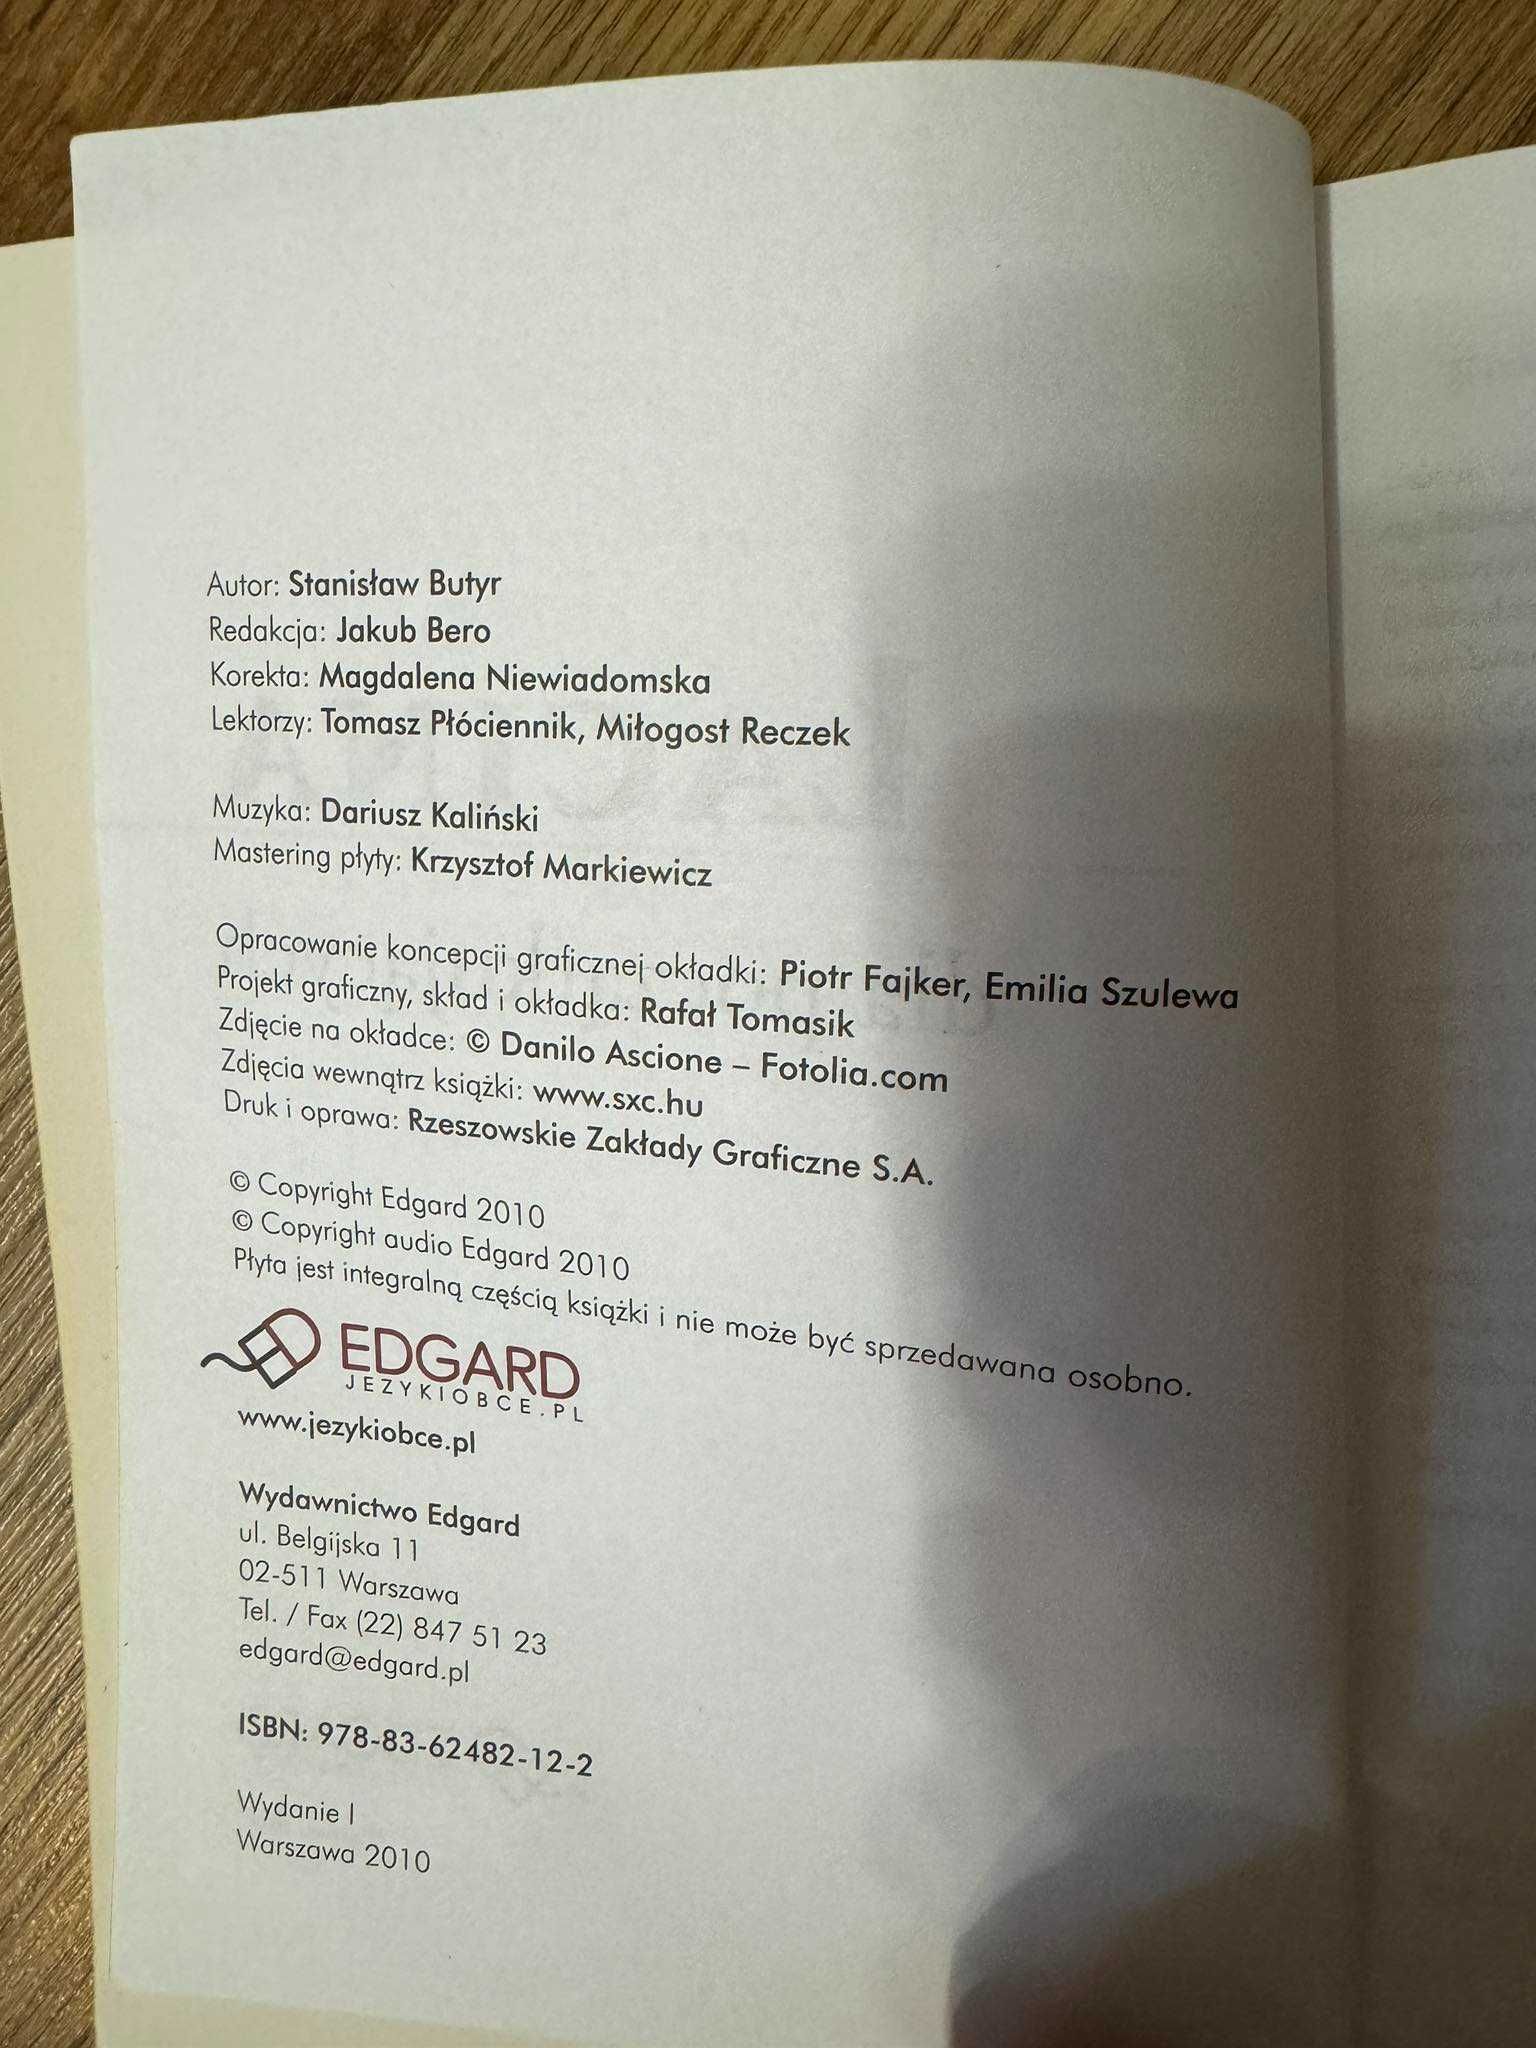 Autor: Stanisław Butyr
Redakcja: Jakub Bero
Korekta: Magdalena Niewiadomska
Lektorzy: Tomasz Płóciennik, Miłogost Reczek
Muzyka: Dariusz Kaliński
Mastering płyty: Krzysztof Markiewicz
Opracowanie koncepcji graficznej okładki: Piotr Fajker, Emilia Szulewa
Projekt graficzny, skład i okładka: Rafał Tomasik
Zdjęcie na okładce: © Danilo Ascione – Fotolia.com
Zdjęcia wewnątrz książki: www.sxc.hu
Druk i oprawa: Rzeszowskie Zakłady Graficzne S.A.
© Copyright Edgard 2010
© Copyright audio Edgard 2010
Płyta jest integralną częścią książki i nie może być sprzedawana osobno.
EDGARD
JEZYKIOBCE.PL
www.jezykiobce.pl
Wydawnictwo Edgard
ul. Belgijska 11
02-511 Warszawa
Tel. / Fax (22) 847 51 23
edgard@edgard.pl
ISBN: 978-83-62482-12-2
Wydanie I
Warszawa 2010